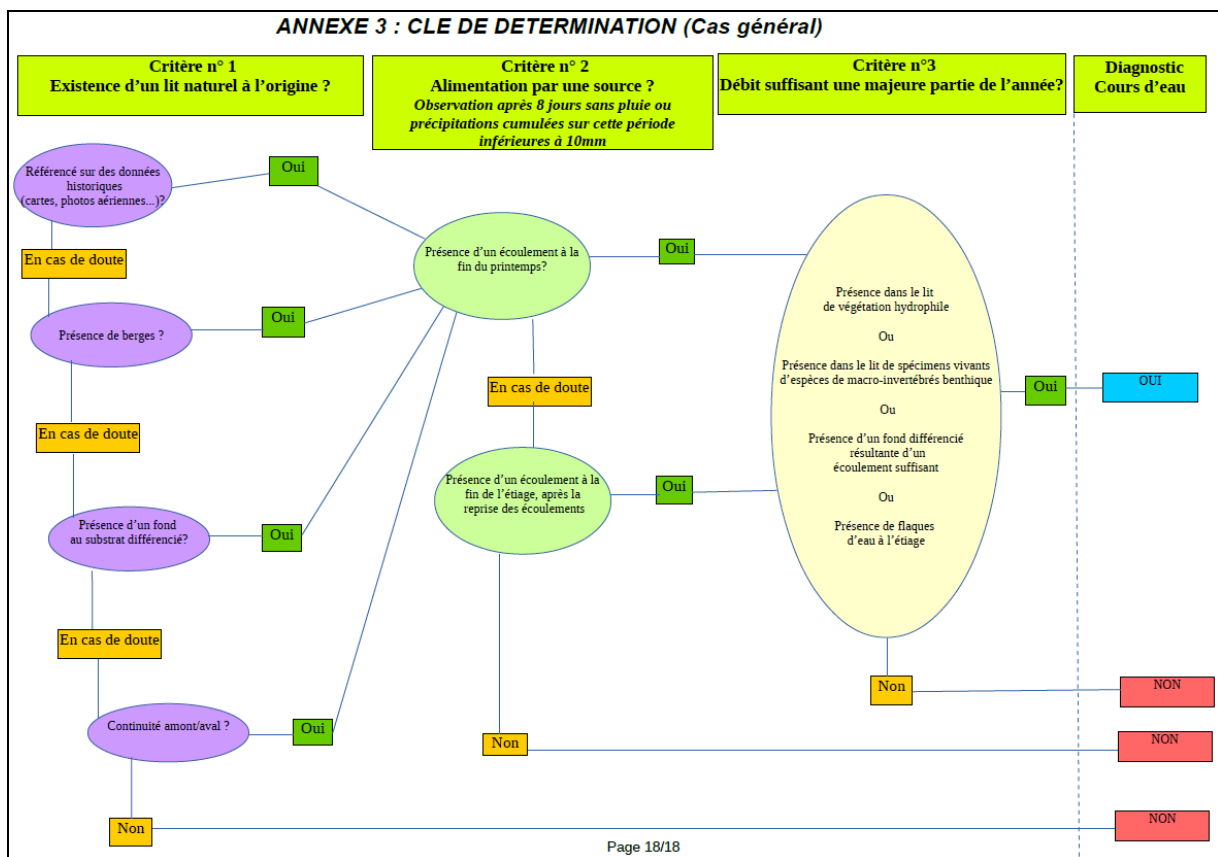 ANNEXE 3 : CLE DE DETERMINATION (Cas général)
Critère n° 1
Existence d'un lit naturel à l'origine ?
Critère n° 2
Alimentation par une source ?
Observation après 8 jours sans pluie ou
précipitations cumulées sur cette période
inférieures à 10mm
Critère n°3
Débit suffisant une majeure partie de l'année?
Diagnostic
Cours d'eau
Référencé sur des données
historiques
(cartes, photos aériennes...)?
Oui
En cas de doute
Présence de berges ?
Oui
En cas de doute
Présence d'un fond
au substrat différencié?
Oui
En cas de doute
Continuité amont/aval ?
Oui
Non
Présence d'un écoulement à la
fin du printemps?
Oui
En cas de doute
Présence d'un écoulement à la
fin de l'étiage, après la
reprise des écoulements
Oui
Non
Présence dans le lit
de végétation hydrophile
Ou
Présence dans le lit de spécimens vivants
d'espèces de macro-invertébrés benthique
Ou
Présence d'un fond différencié
résultante d'un
écoulement suffisant
Ou
Présence de flaques
d'eau à l'étiage
Oui
Non
OUI
NON
NON
NON
Page 18/18